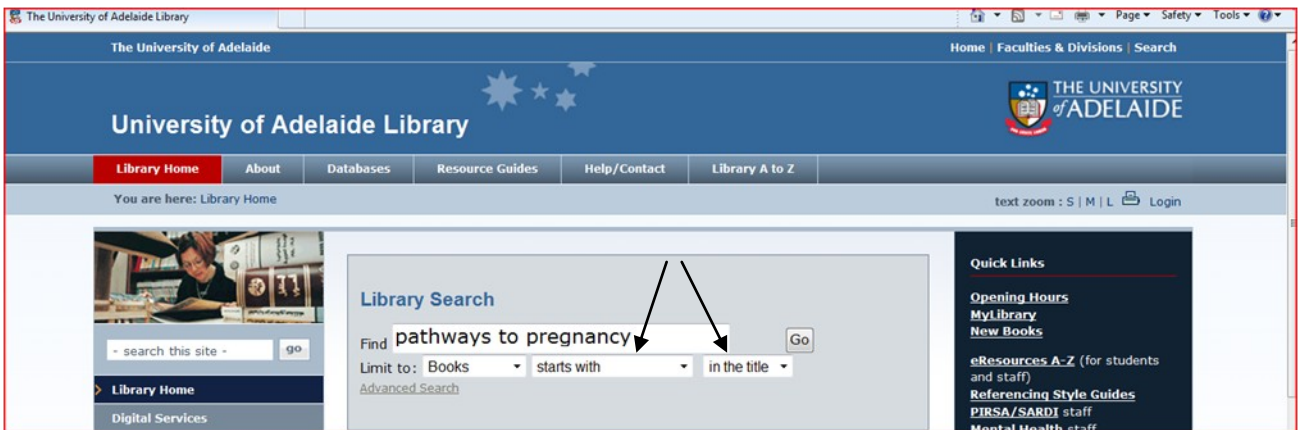 The University of Adelaide Library
Page Safety Tools
The University of Adelaide
Home | Faculties & Divisions | Search
THE UNIVERSITY
of ADELAIDE
University of Adelaide Library
Library Home About Databases Resource Guides Help/Contact Library A to Z
You are here: Library Home
text zoom : S | M | L Login
Library Search
Find pathways to pregnancy Go
Limit to: Books starts with in the title
Advanced Search
- search this site - go
Library Home
Digital Services
Quick Links
Opening Hours
MyLibrary
New Books
eResources A-Z (for students
and staff)
Referencing Style Guides
PIRSA/SARDI staff
Mental Health staff